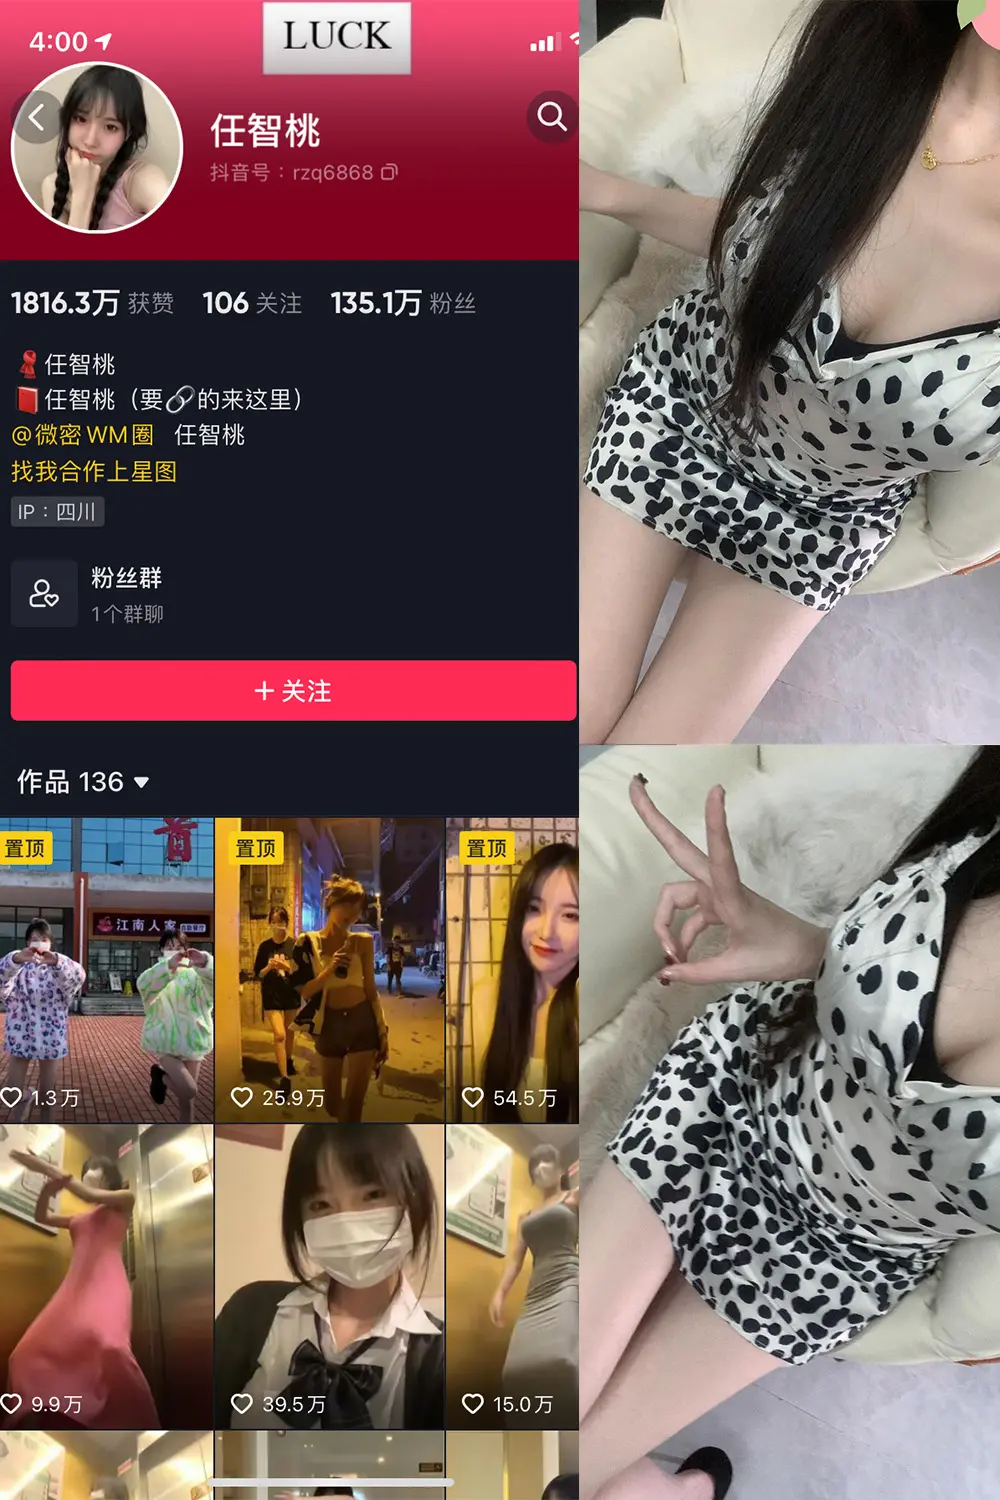 4:00
LUCK
任智桃
抖音号：rzq6868
1816.3万 获赞 106 关注 135.1万 粉丝
任智桃
任智桃（要🔗的来这里）
@微密WM圈 任智桃
找我合作上星图
IP：四川
粉丝群
1个群聊
+ 关注
作品 136
置顶 置顶 置顶
江南人家
1.3万 25.9万 54.5万
9.9万 39.5万 15.0万